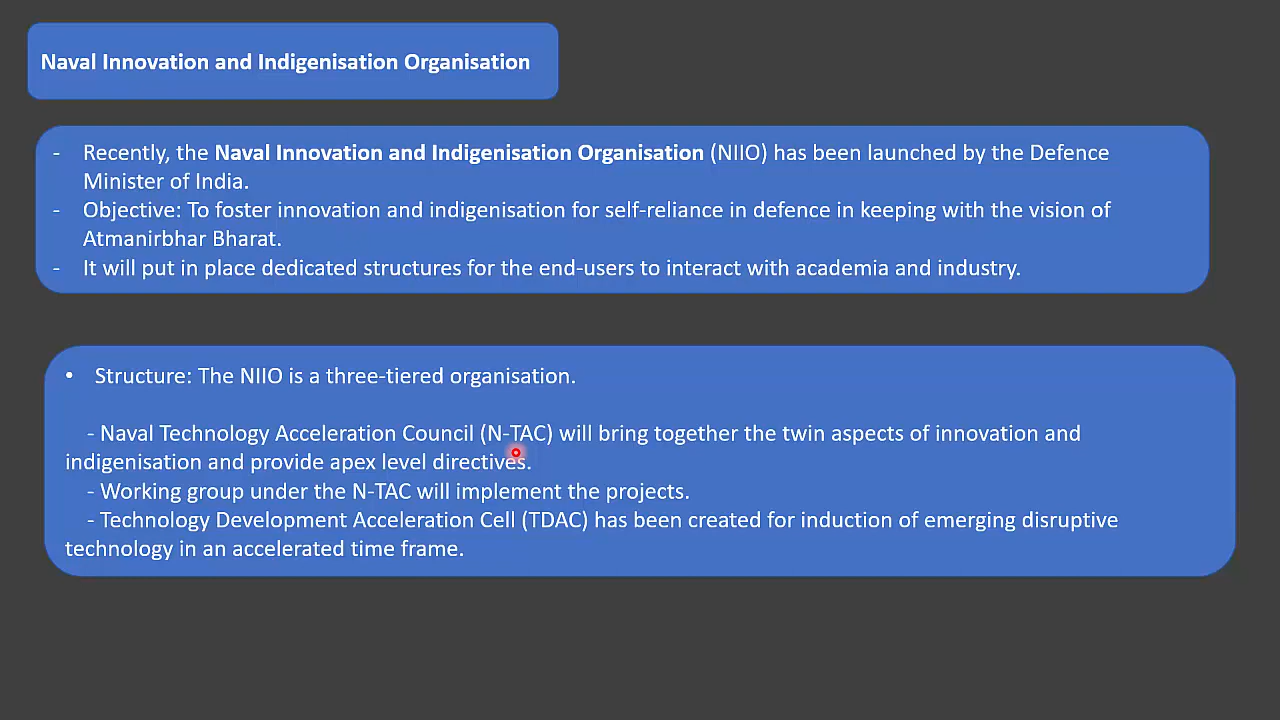 Naval Innovation and Indigenisation Organisation
- Recently, the Naval Innovation and Indigenisation Organisation (NIIO) has been launched by the Defence
Minister of India.
- Objective: To foster innovation and indigenisation for self-reliance in defence in keeping with the vision of
Atmanirbhar Bharat.
- It will put in place dedicated structures for the end-users to interact with academia and industry.
• Structure: The NIIO is a three-tiered organisation.
- Naval Technology Acceleration Council (N-TAC) will bring together the twin aspects of innovation and
indigenisation and provide apex level directives.
- Working group under the N-TAC will implement the projects.
- Technology Development Acceleration Cell (TDAC) has been created for induction of emerging disruptive
technology in an accelerated time frame.